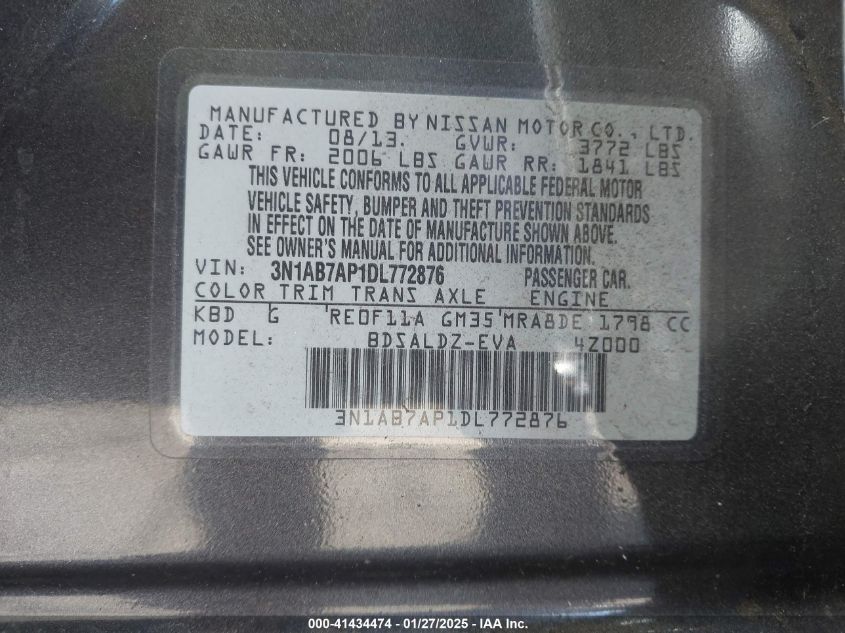 MANUFACTURED BY NISSAN MOTOR CO., LTD.
DATE: 08/13. GVWR: 3772 LBS
GAWR FR: 2006 LBS GAWR RR: 1841 LBS
THIS VEHICLE CONFORMS TO ALL APPLICABLE FEDERAL MOTOR
VEHICLE SAFETY, BUMPER AND THEFT PREVENTION STANDARDS
IN EFFECT ON THE DATE OF MANUFACTURE SHOWN ABOVE.
SEE OWNER'S MANUAL FOR ADDITIONAL INFORMATION.
VIN: 3N1AB7AP1DL772876 PASSENGER CAR.
COLOR TRIM TRANS AXLE ENGINE
KBD G RE0F11A GM35 MRA8DE 1798 CC
MODEL: BDSALDZ-EVA 4Z000
3N1AB7AP1DL772876
000-41434474 — 01/27/2025 — IAA Inc.